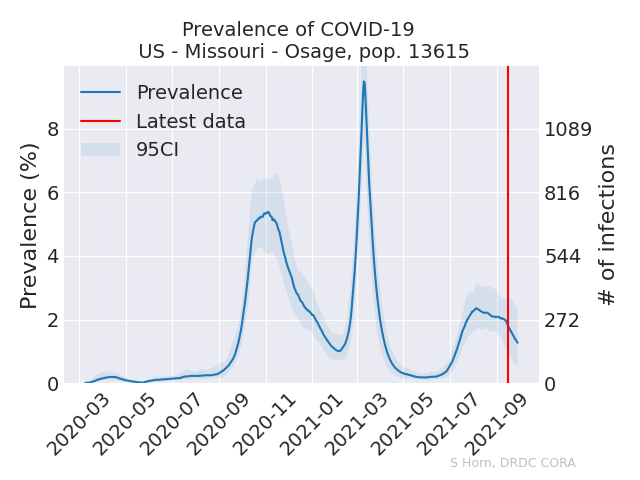 Prevalence of COVID-19
US - Missouri - Osage, pop. 13615
Prevalence
Latest data
95CI
Prevalence (%)
8
6
4
2
0
1089
816
544
272
0
# of infections
2020-03
2020-05
2020-07
2020-09
2020-11
2021-01
2021-03
2021-05
2021-07
2021-09
S Horn, DRDC CORA